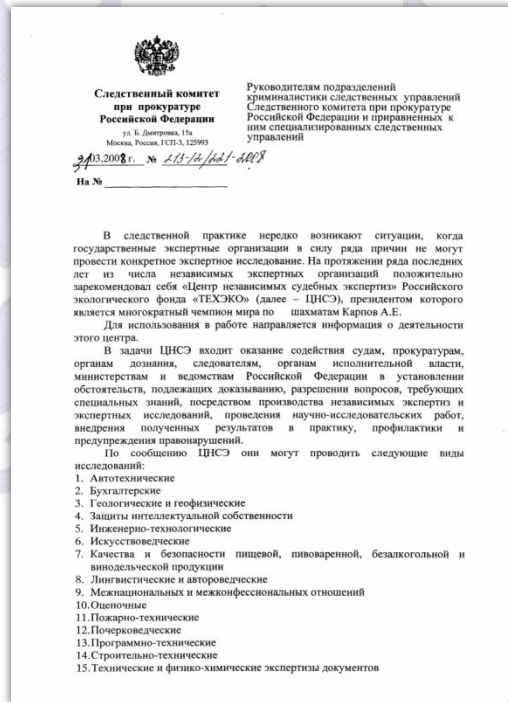 Следственный комитет
при прокуратуре
Российской Федерации
ул. Б. Дмитровка, 15а
Москва, Россия, ГСП-3, 125993
03.2008 г. № 213-/2/221-2008
На №
Руководителям подразделений
криминалистики следственных управлений
Следственного комитета при прокуратуре
Российской Федерации и приравненных к
ним специализированных следственных
управлений
В следственной практике нередко возникают ситуации, когда
государственные экспертные организации в силу ряда причин не могут
провести конкретное экспертное исследование. На протяжении ряда последних
лет из числа независимых экспертных организаций положительно
зарекомендовал себя «Центр независимых судебных экспертиз» Российского
экологического фонда «ТЕХЭКО» (далее – ЦНСЭ), президентом которого
является многократный чемпион мира по шахматам Карпов А.Е.
Для использования в работе направляется информация о деятельности
этого центра.
В задачи ЦНСЭ входит оказание содействия судам, прокуратурам,
органам дознания, следователям, органам исполнительной власти,
министерствам и ведомствам Российской Федерации в установлении
обстоятельств, подлежащих доказыванию, разрешении вопросов, требующих
специальных знаний, посредством производства независимых экспертиз и
экспертных исследований, проведения научно-исследовательских работ,
внедрения полученных результатов в практику, профилактики и
предупреждения правонарушений.
По сообщению ЦНСЭ они могут проводить следующие виды
исследований:
1. Автотехнические
2. Бухгалтерские
3. Геологические и геофизические
4. Защиты интеллектуальной собственности
5. Инженерно-технологические
6. Искусствоведческие
7. Качества и безопасности пищевой, пивоваренной, безалкогольной и
винодельческой продукции
8. Лингвистические и автороведческие
9. Межнациональных и межконфессиональных отношений
10.Оценочные
11.Пожарно-технические
12.Почерковедческие
13.Программно-технические
14.Строительно-технические
15.Технические и физико-химические экспертизы документов